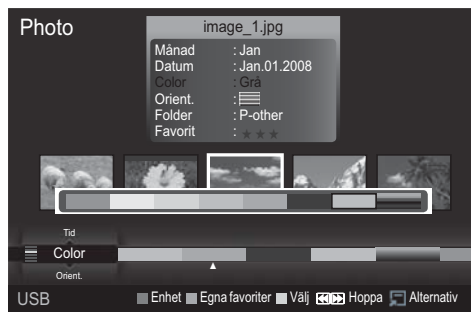 Photo
image_1.jpg
Månad : Jan
Datum : Jan.01.2008
Color : Grå
Orient. :
Folder : P-other
Favorit : ★★★
Tid
Color
Orient.
USB Enhet Egna favoriter Välj Hoppa Alternativ